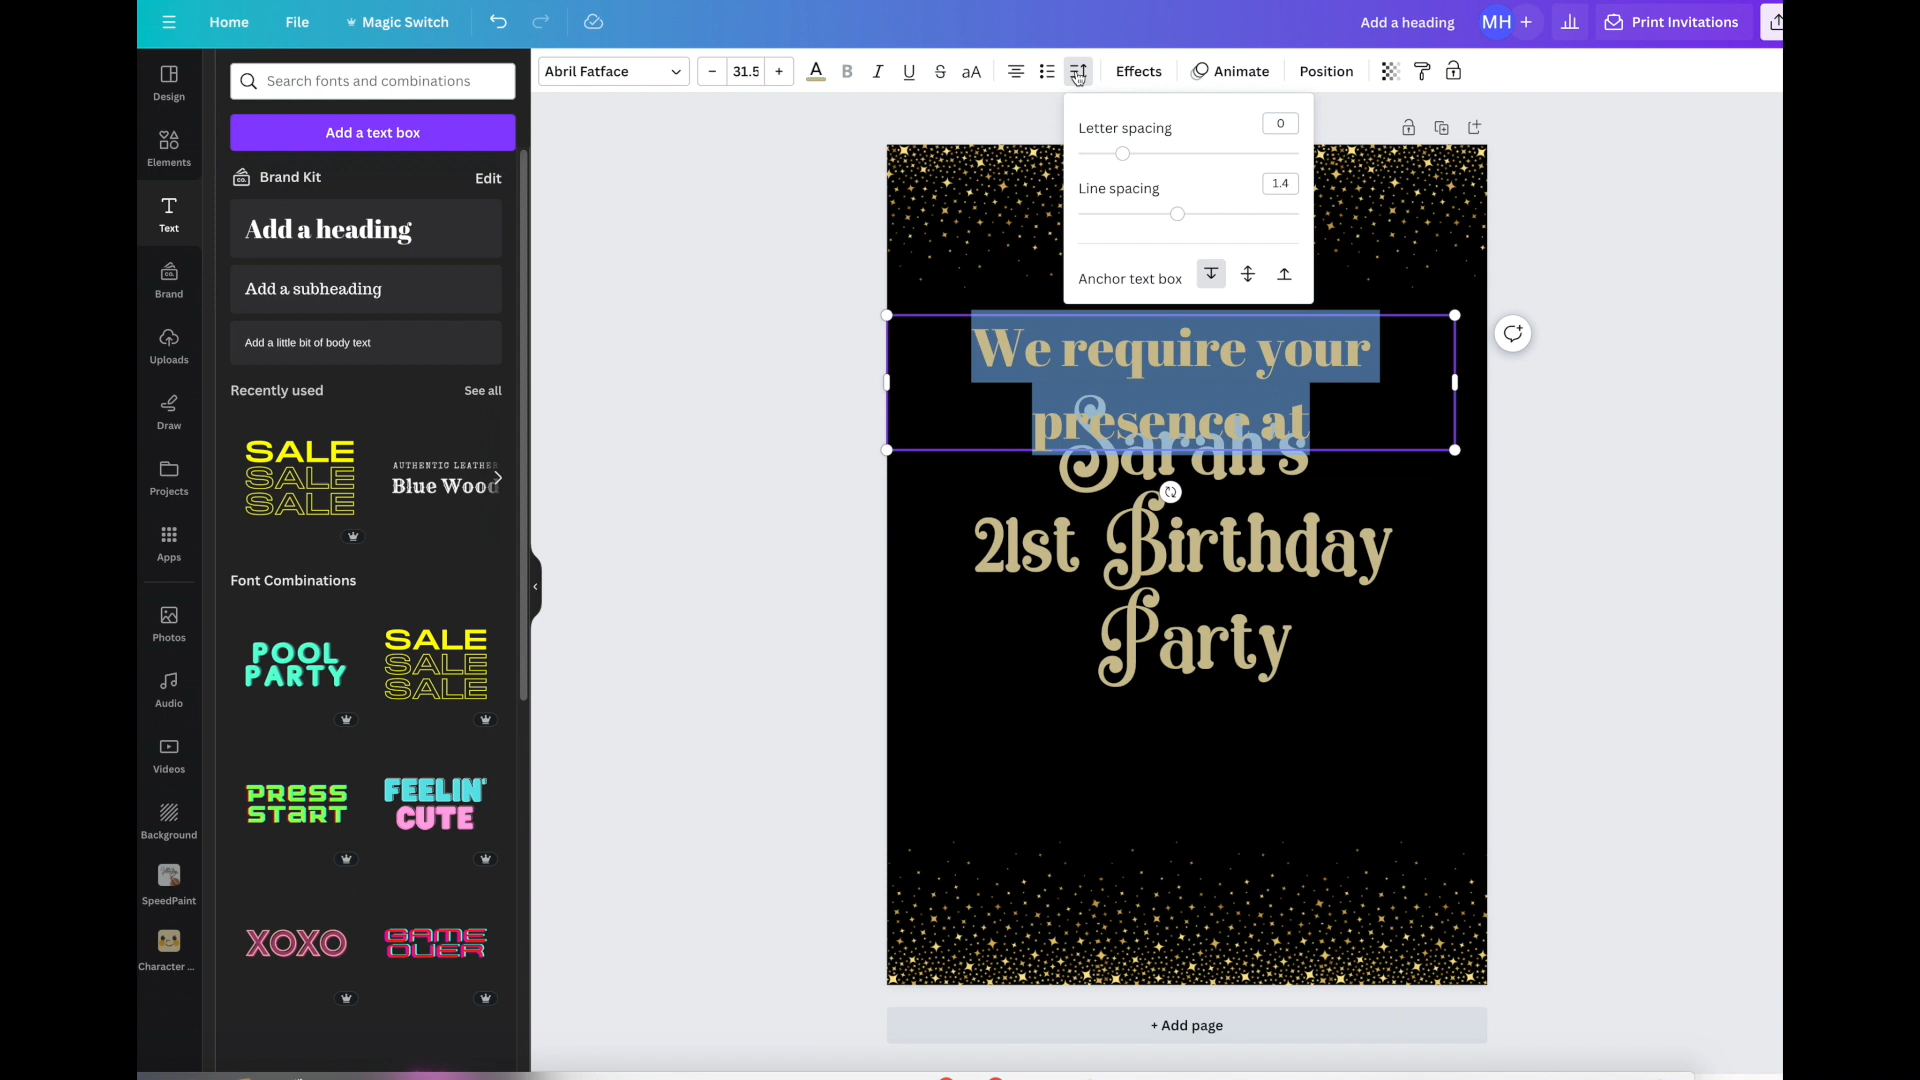 Home File Magic Switch Add a heading MH + Print Invitations
Abril Fatface − 31.5 + A B I U S aA Effects Animate Position
Design
Elements
Text
Brand
Uploads
Draw
Projects
Apps
Photos
Audio
Videos
Background
SpeedPaint
Character ...
Search fonts and combinations
Add a text box
Brand Kit Edit
Add a heading
Add a subheading
Add a little bit of body text
Recently used See all
SALE
SALE
SALE
AUTHENTIC LEATHER
Blue Wood
Font Combinations
POOL
PARTY
SALE
SALE
SALE
PRESS
START
FEELIN'
CUTE
XOXO
GAME
OVER
Letter spacing 0
Line spacing 1.4
Anchor text box
We require your
presence at
Sarah's
21st Birthday
Party
+ Add page